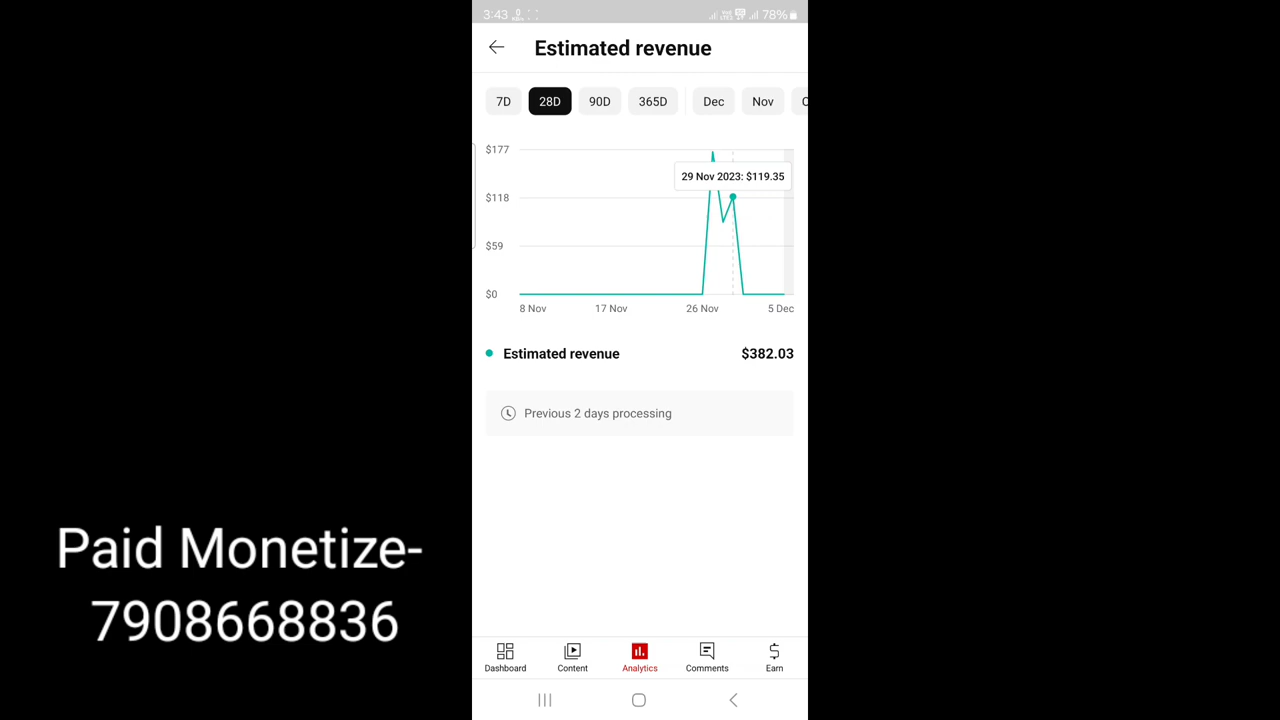 3:43
78%
Estimated revenue
7D 28D 90D 365D Dec Nov
$177
29 Nov 2023: $119.35
$118
$59
$0
8 Nov 17 Nov 26 Nov 5 Dec
Estimated revenue $382.03
Previous 2 days processing
Paid Monetize-
7908668836
Dashboard Content Analytics Comments Earn